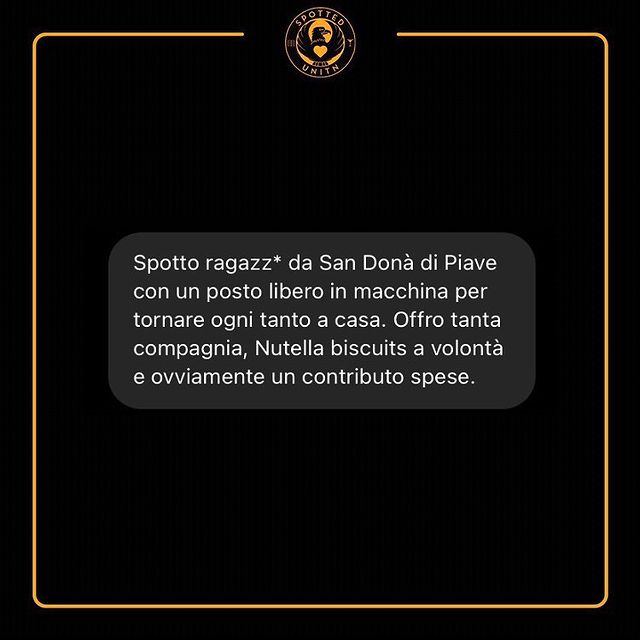 SPOTTED
UNITN
Spotto ragazz* da San Donà di Piave
con un posto libero in macchina per
tornare ogni tanto a casa. Offro tanta
compagnia, Nutella biscuits a volontà
e ovviamente un contributo spese.